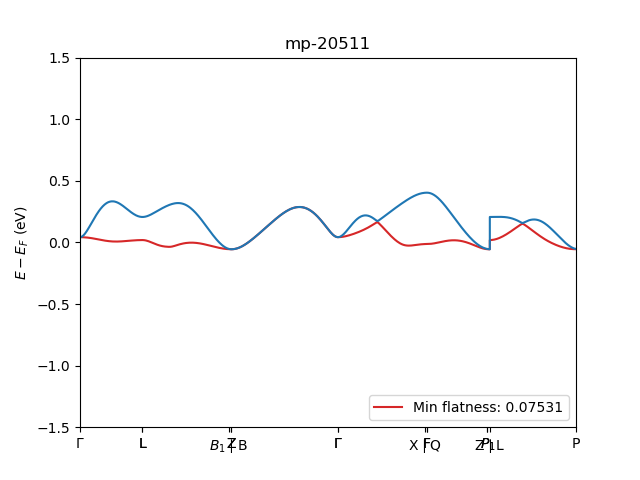 mp-20511
1.5
1.0
0.5
0.0
−0.5
−1.0
−1.5
E − E_F (eV)
Min flatness: 0.07531
Γ L B₁ | B Z Γ X | Q F P₁ Z | L P